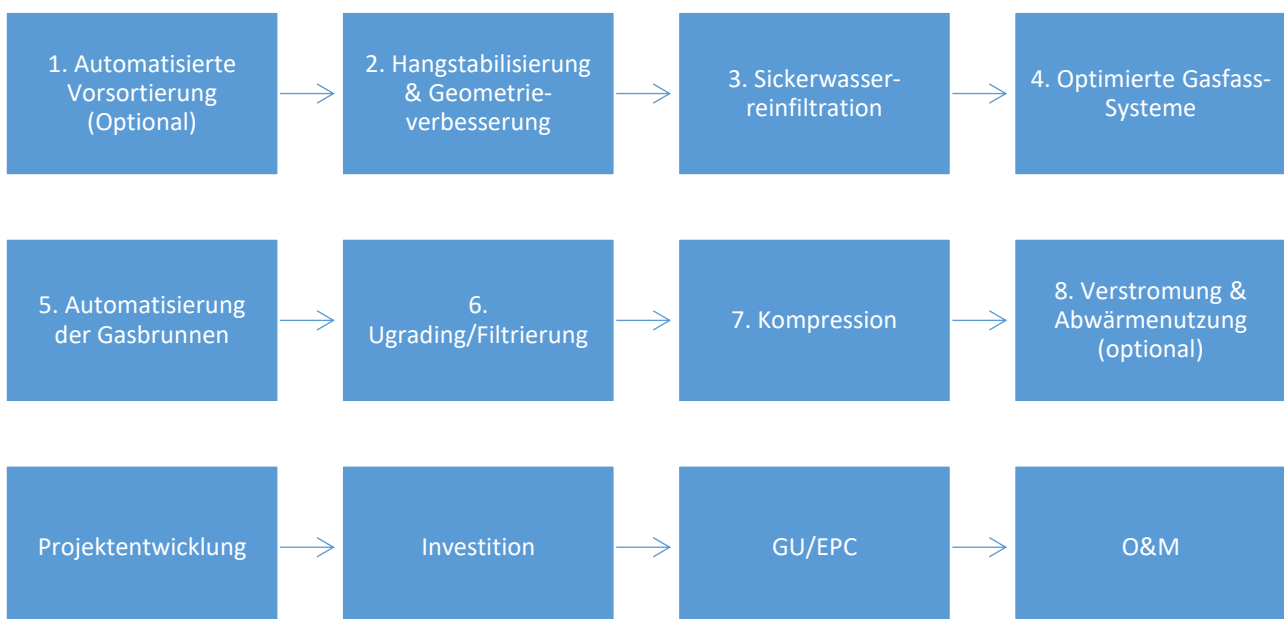 1. Automatisierte
Vorsortierung
(Optional)
2. Hangstabilisierung
& Geometrie-
verbesserung
3. Sickerwasser-
reinfiltration
4. Optimierte Gasfass-
Systeme
5. Automatisierung
der Gasbrunnen
6.
Ugrading/Filtrierung
7. Kompression
8. Verstromung &
Abwärmenutzung
(optional)
Projektentwicklung
Investition
GU/EPC
O&M